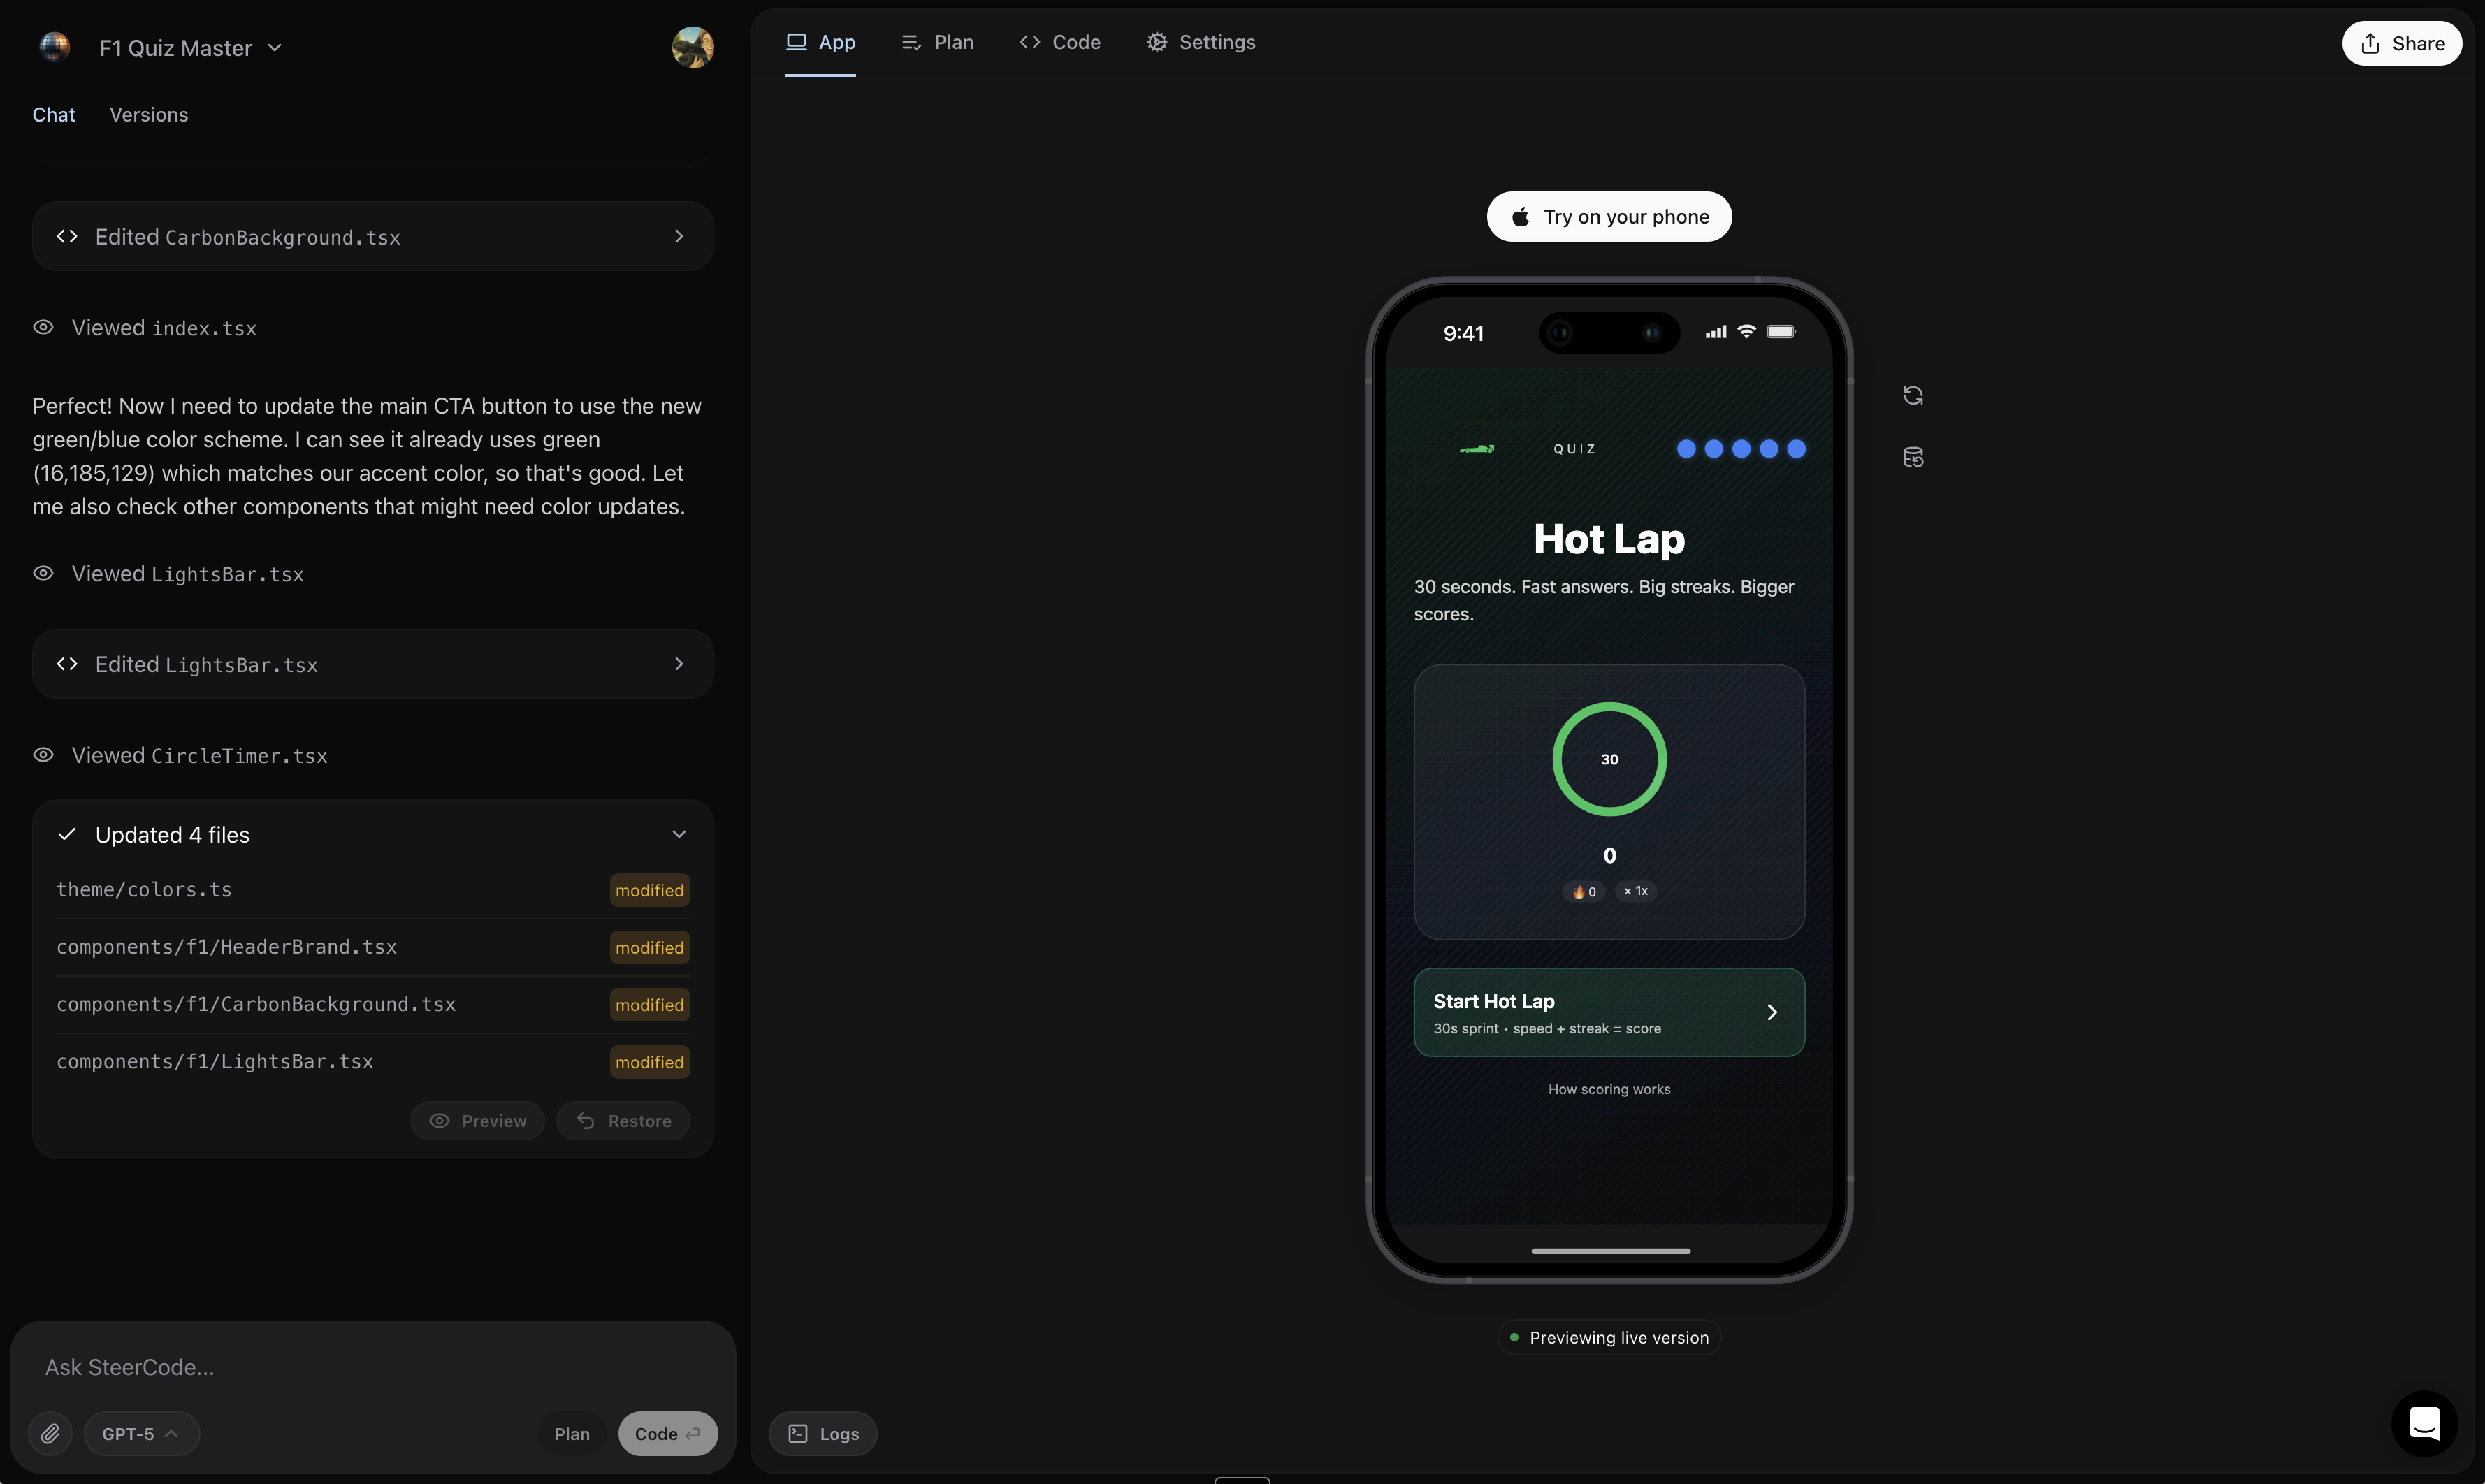 F1 Quiz Master
Chat Versions
Edited CarbonBackground.tsx
Viewed index.tsx
Perfect! Now I need to update the main CTA button to use the new
green/blue color scheme. I can see it already uses green
(16,185,129) which matches our accent color, so that's good. Let
me also check other components that might need color updates.
Viewed LightsBar.tsx
Edited LightsBar.tsx
Viewed CircleTimer.tsx
Updated 4 files
theme/colors.ts modified
components/f1/HeaderBrand.tsx modified
components/f1/CarbonBackground.tsx modified
components/f1/LightsBar.tsx modified
Preview Restore
Ask SteerCode...
GPT-5 Plan Code
App Plan Code Settings
Share
Try on your phone
9:41
QUIZ
Hot Lap
30 seconds. Fast answers. Big streaks. Bigger
scores.
30
0
🔥 0 × 1x
Start Hot Lap
30s sprint • speed + streak = score
How scoring works
Previewing live version
Logs